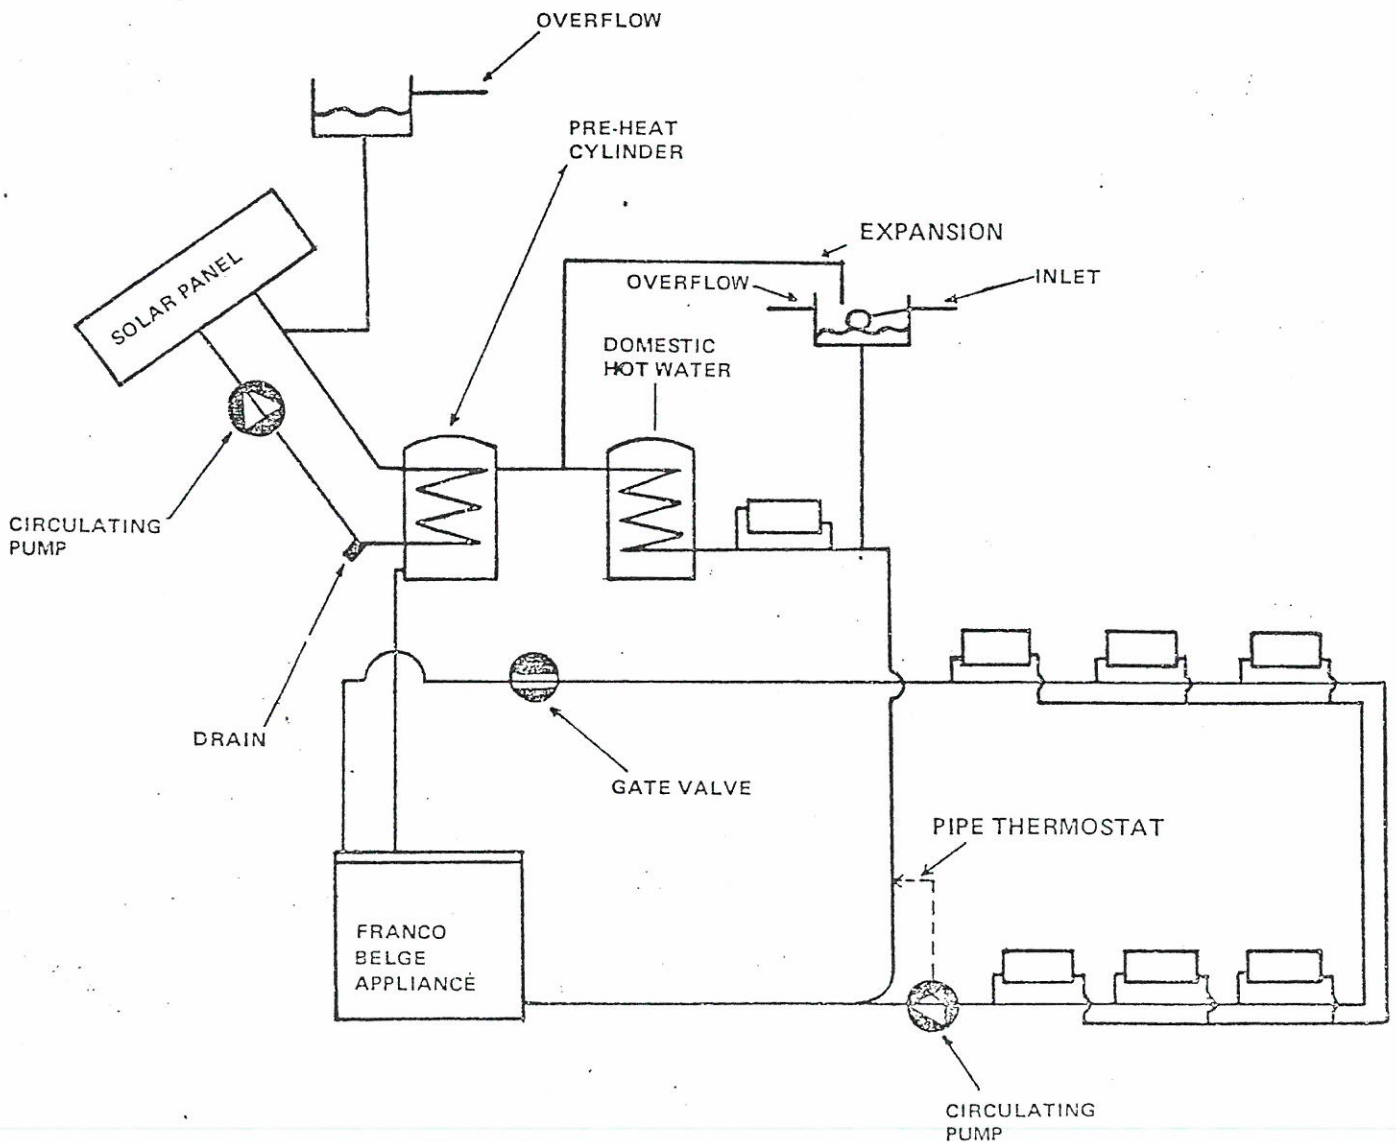 OVERFLOW
PRE-HEAT
CYLINDER
EXPANSION
OVERFLOW
INLET
SOLAR PANEL
DOMESTIC
HOT WATER
CIRCULATING
PUMP
DRAIN
GATE VALVE
PIPE THERMOSTAT
FRANCO
BELGE
APPLIANCE
CIRCULATING
PUMP